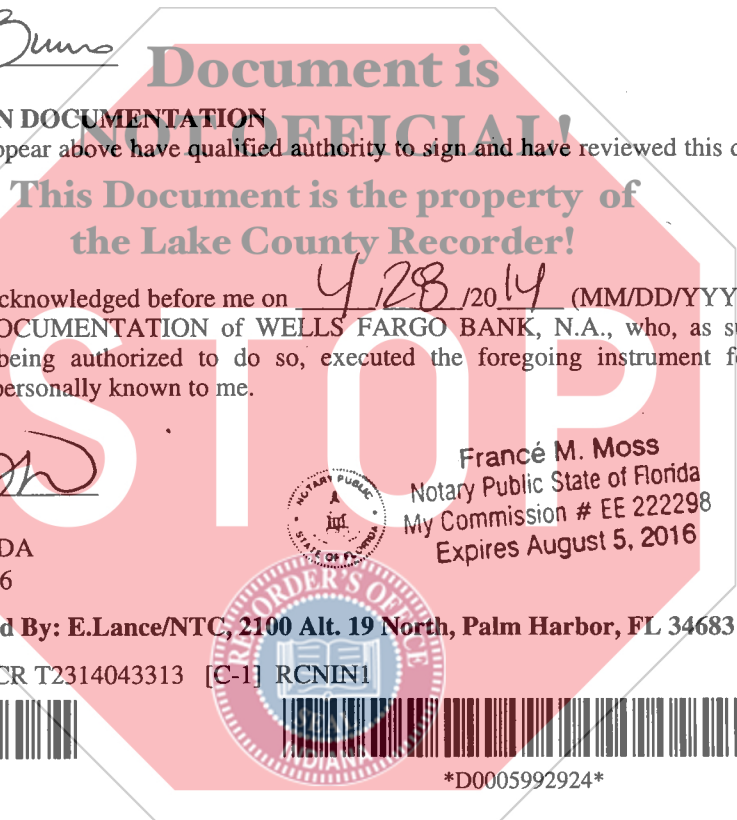 Document is
N DOCUMENTATION
NOT OFFICIAL!
ppear above have qualified authority to sign and have reviewed this d
This Document is the property of
the Lake County Recorder!
cknowledged before me on 4/28/2014 (MM/DD/YYY
OCUMENTATION of WELLS FARGO BANK, N.A., who, as su
being authorized to do so, executed the foregoing instrument fo
personally known to me.
STOP
Francé M. Moss
Notary Public State of Florida
My Commission # EE 222298
Expires August 5, 2016
NOTARY PUBLIC
STATE OF FLORIDA
DA
6
d By: E.Lance/NTC, 2100 Alt. 19 North, Palm Harbor, FL 34683
CR T2314043313 [C-1] RCNIN1
RECORDER'S OFFICE
SEAL
INDIANA
*D0005992924*